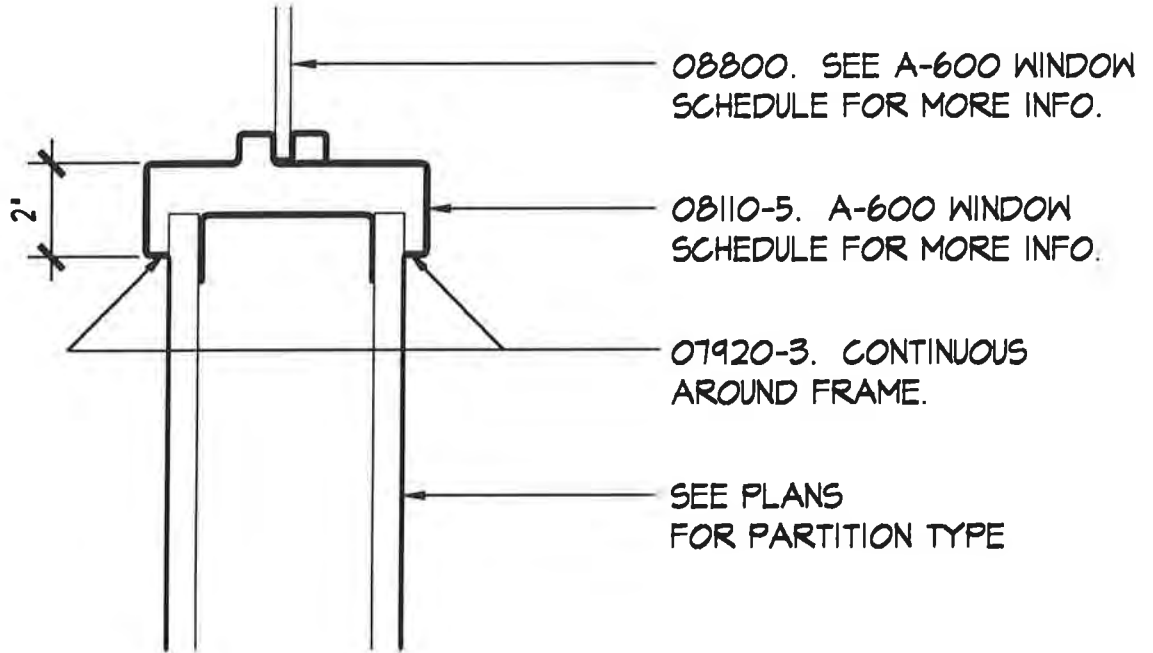 08800. SEE A-600 WINDOW
SCHEDULE FOR MORE INFO.
2"
08110-5. A-600 WINDOW
SCHEDULE FOR MORE INFO.
07920-3. CONTINUOUS
AROUND FRAME.
SEE PLANS
FOR PARTITION TYPE